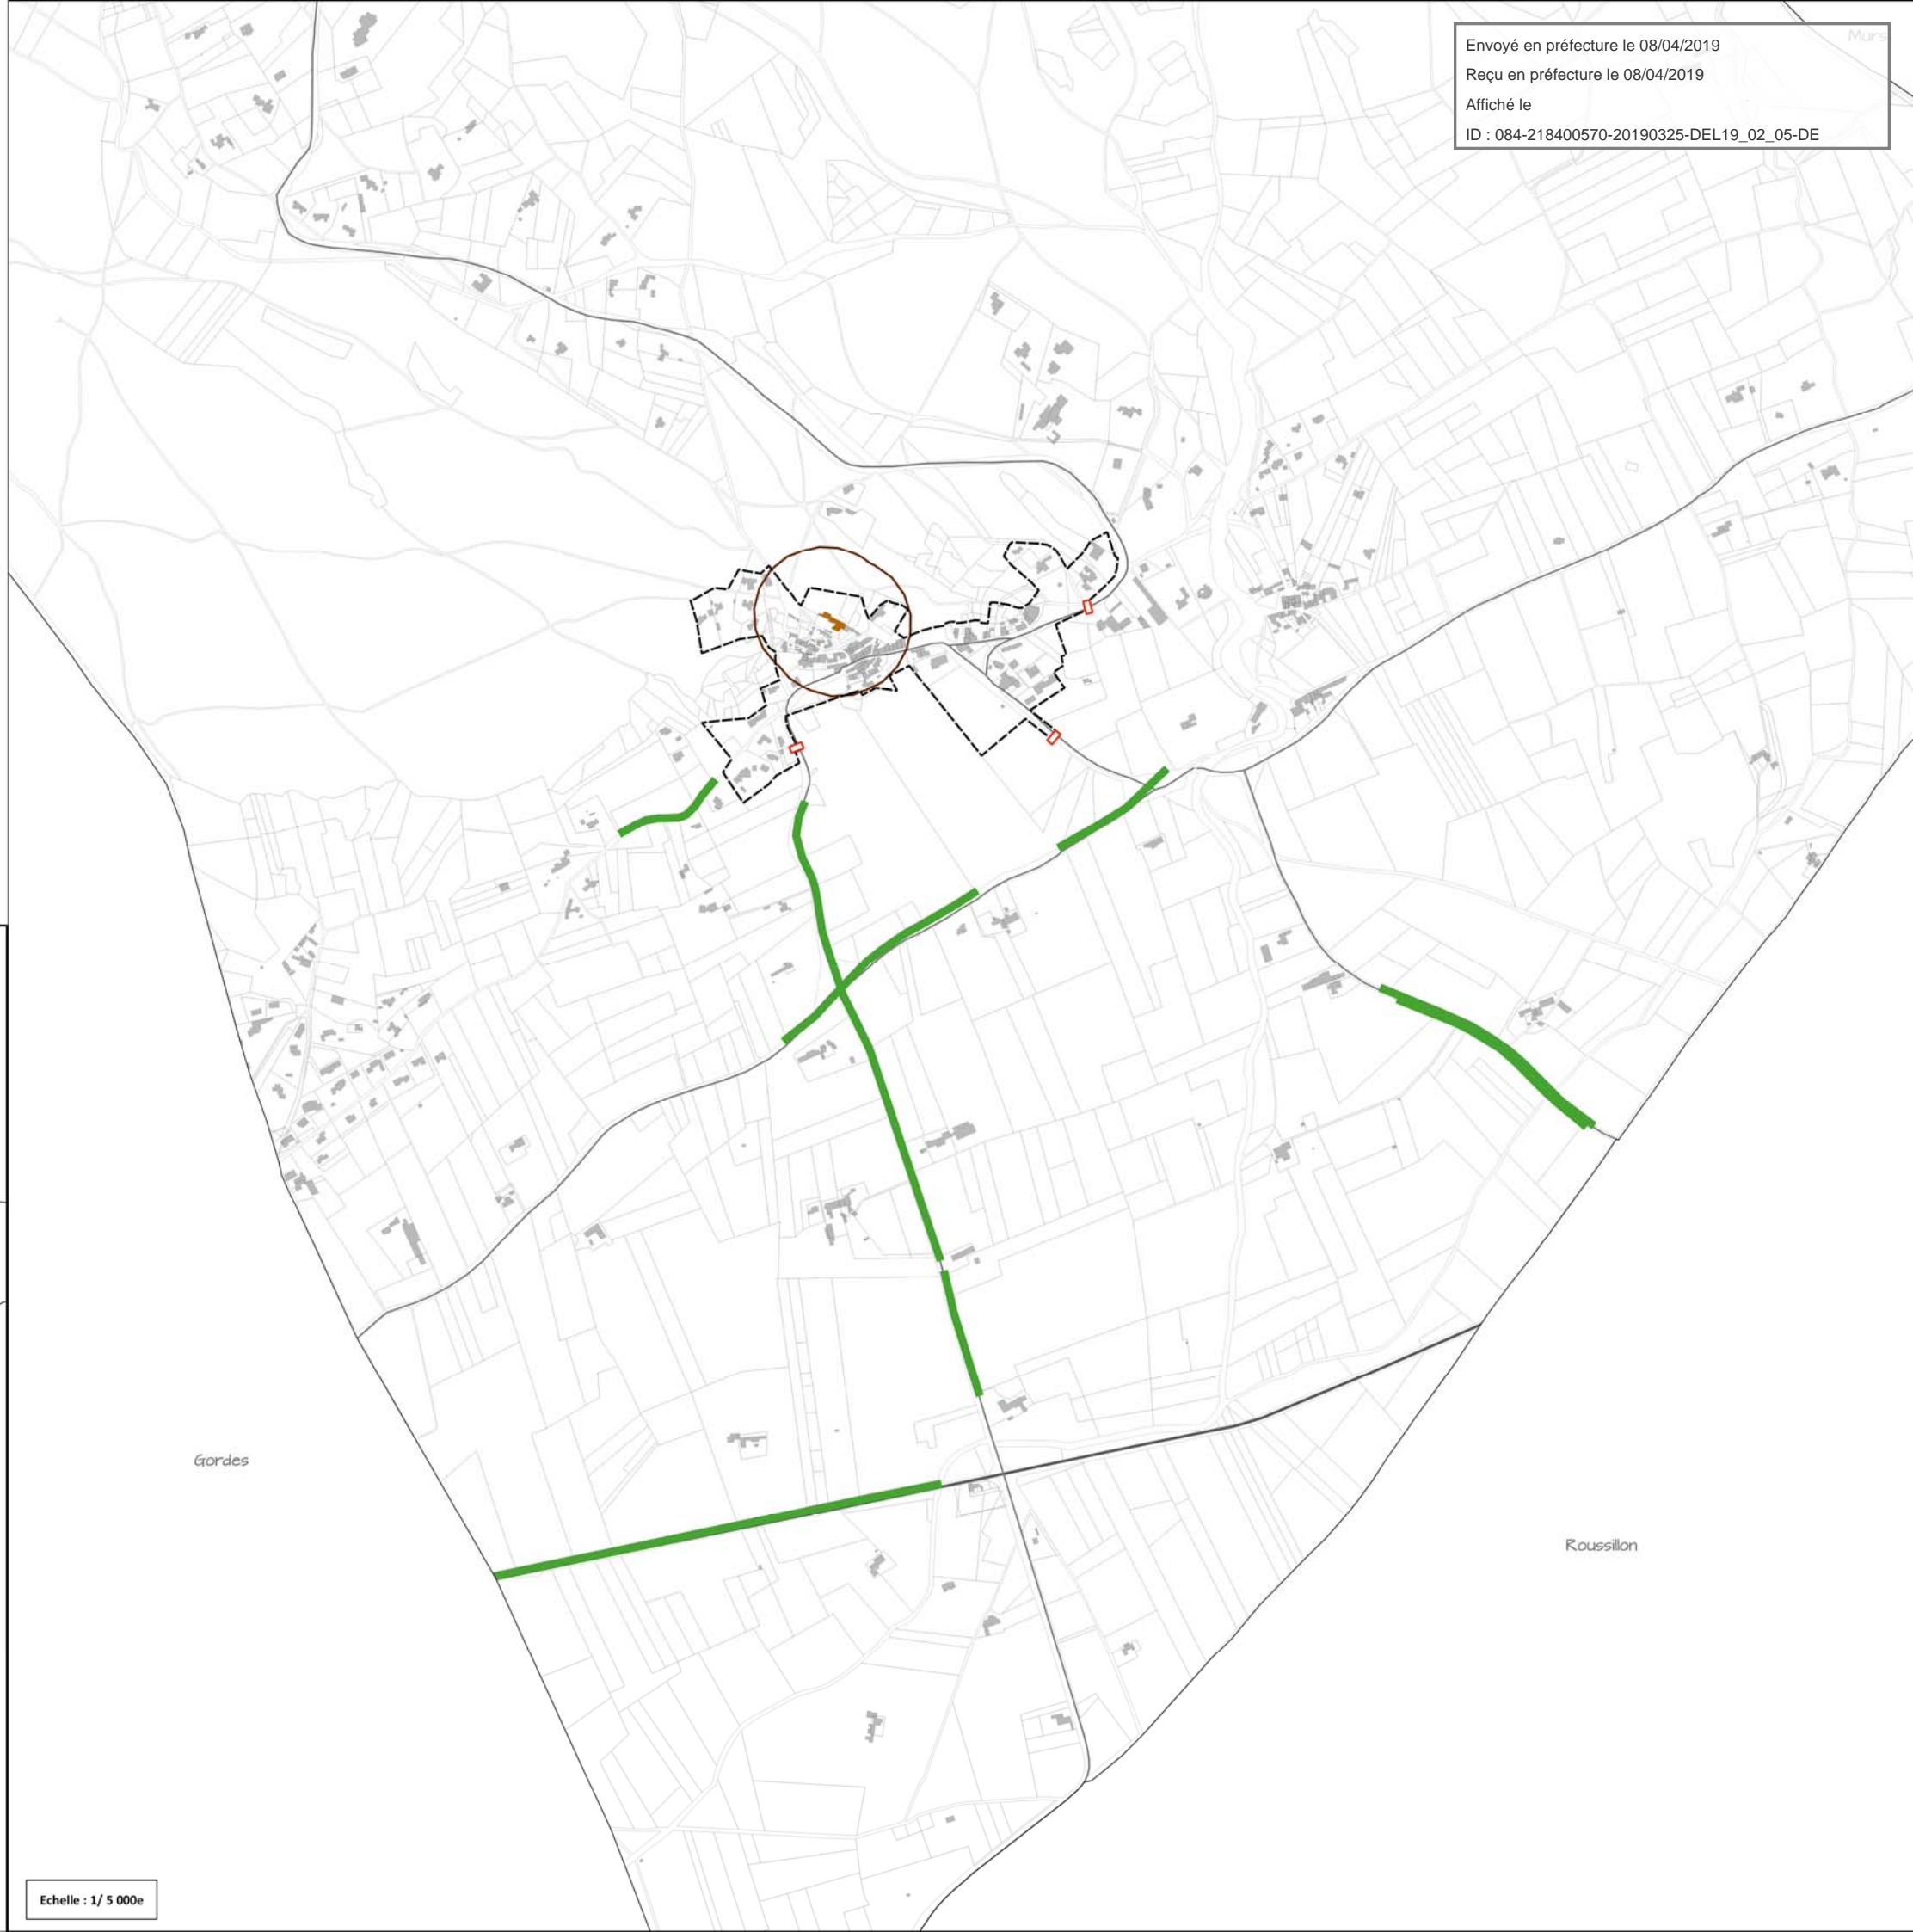 Envoyé en préfecture le 08/04/2019
Reçu en préfecture le 08/04/2019
Affiché le
ID : 084-218400570-20190325-DEL19_02_05-DE
Murs
Gordes
Roussillon
Echelle : 1/ 5 000e